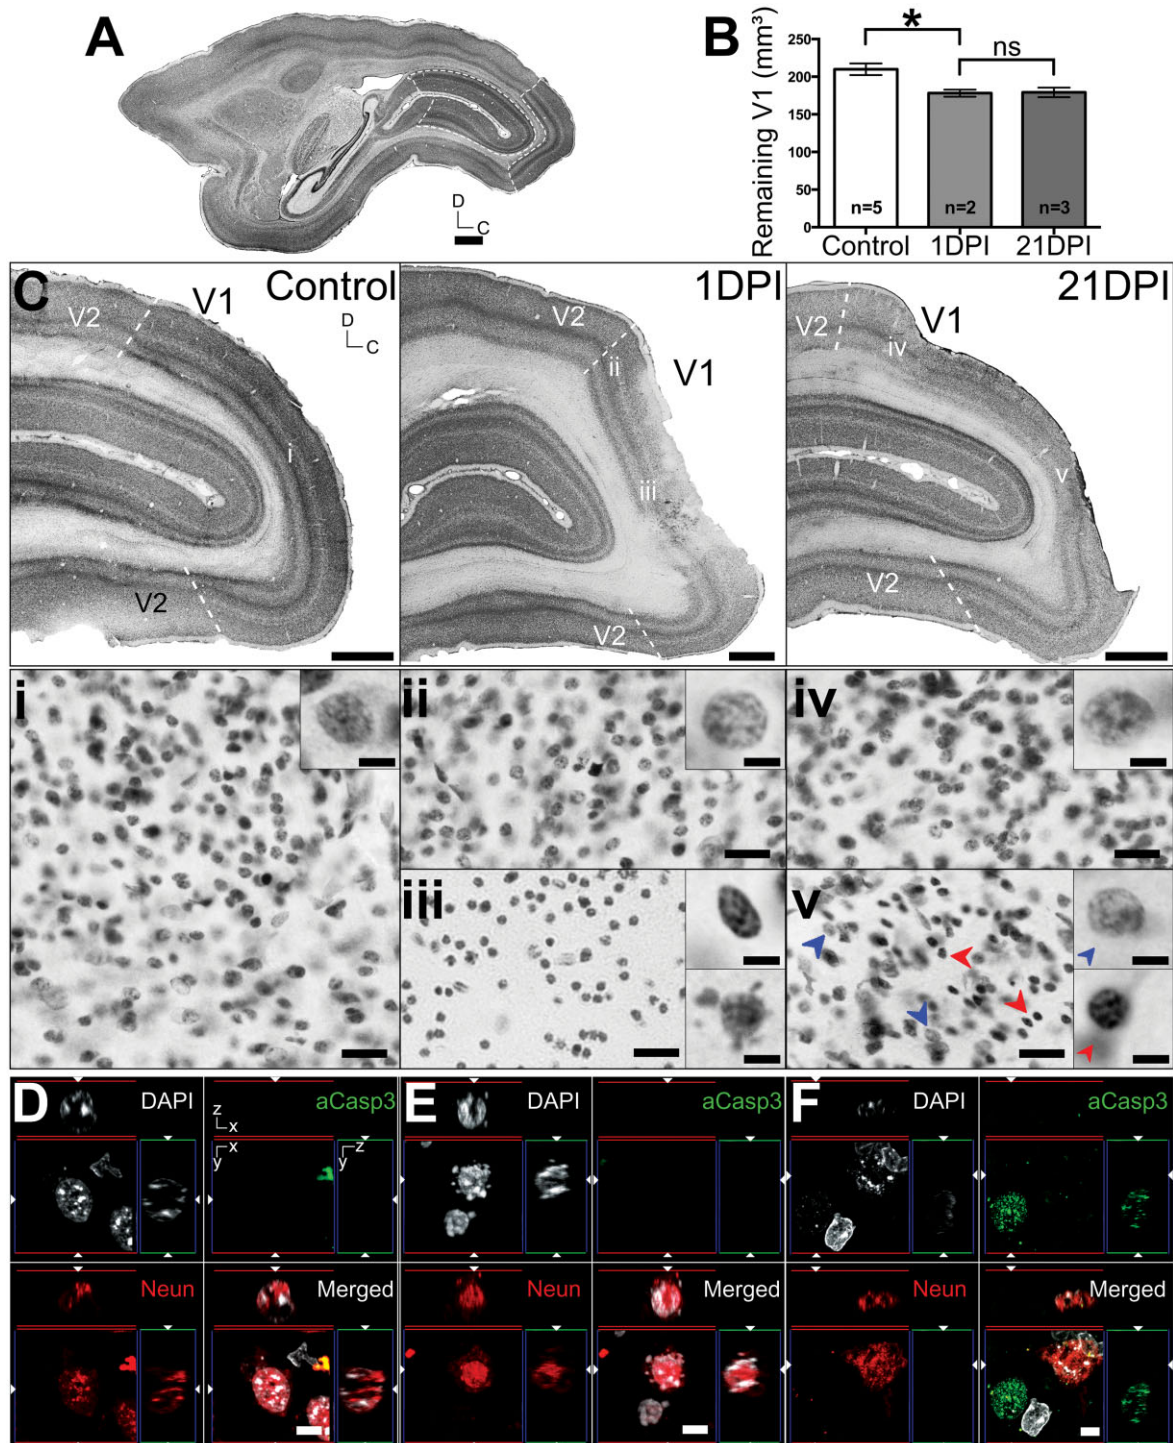 A
D
C
B
Remaining V1 (mm³)
250
200
150
100
50
0
*
ns
n=5
n=2
n=3
Control
1DPI
21DPI
C
V2
V1
Control
D
C
i
V2
1DPI
V2
ii
V1
iii
V2
21DPI
V2
V1
iv
v
V2
i
ii
iv
iii
v
D
DAPI
aCasp3
z
x
x
y
z
y
Neun
Merged
E
DAPI
aCasp3
Neun
Merged
F
DAPI
aCasp3
Neun
Merged